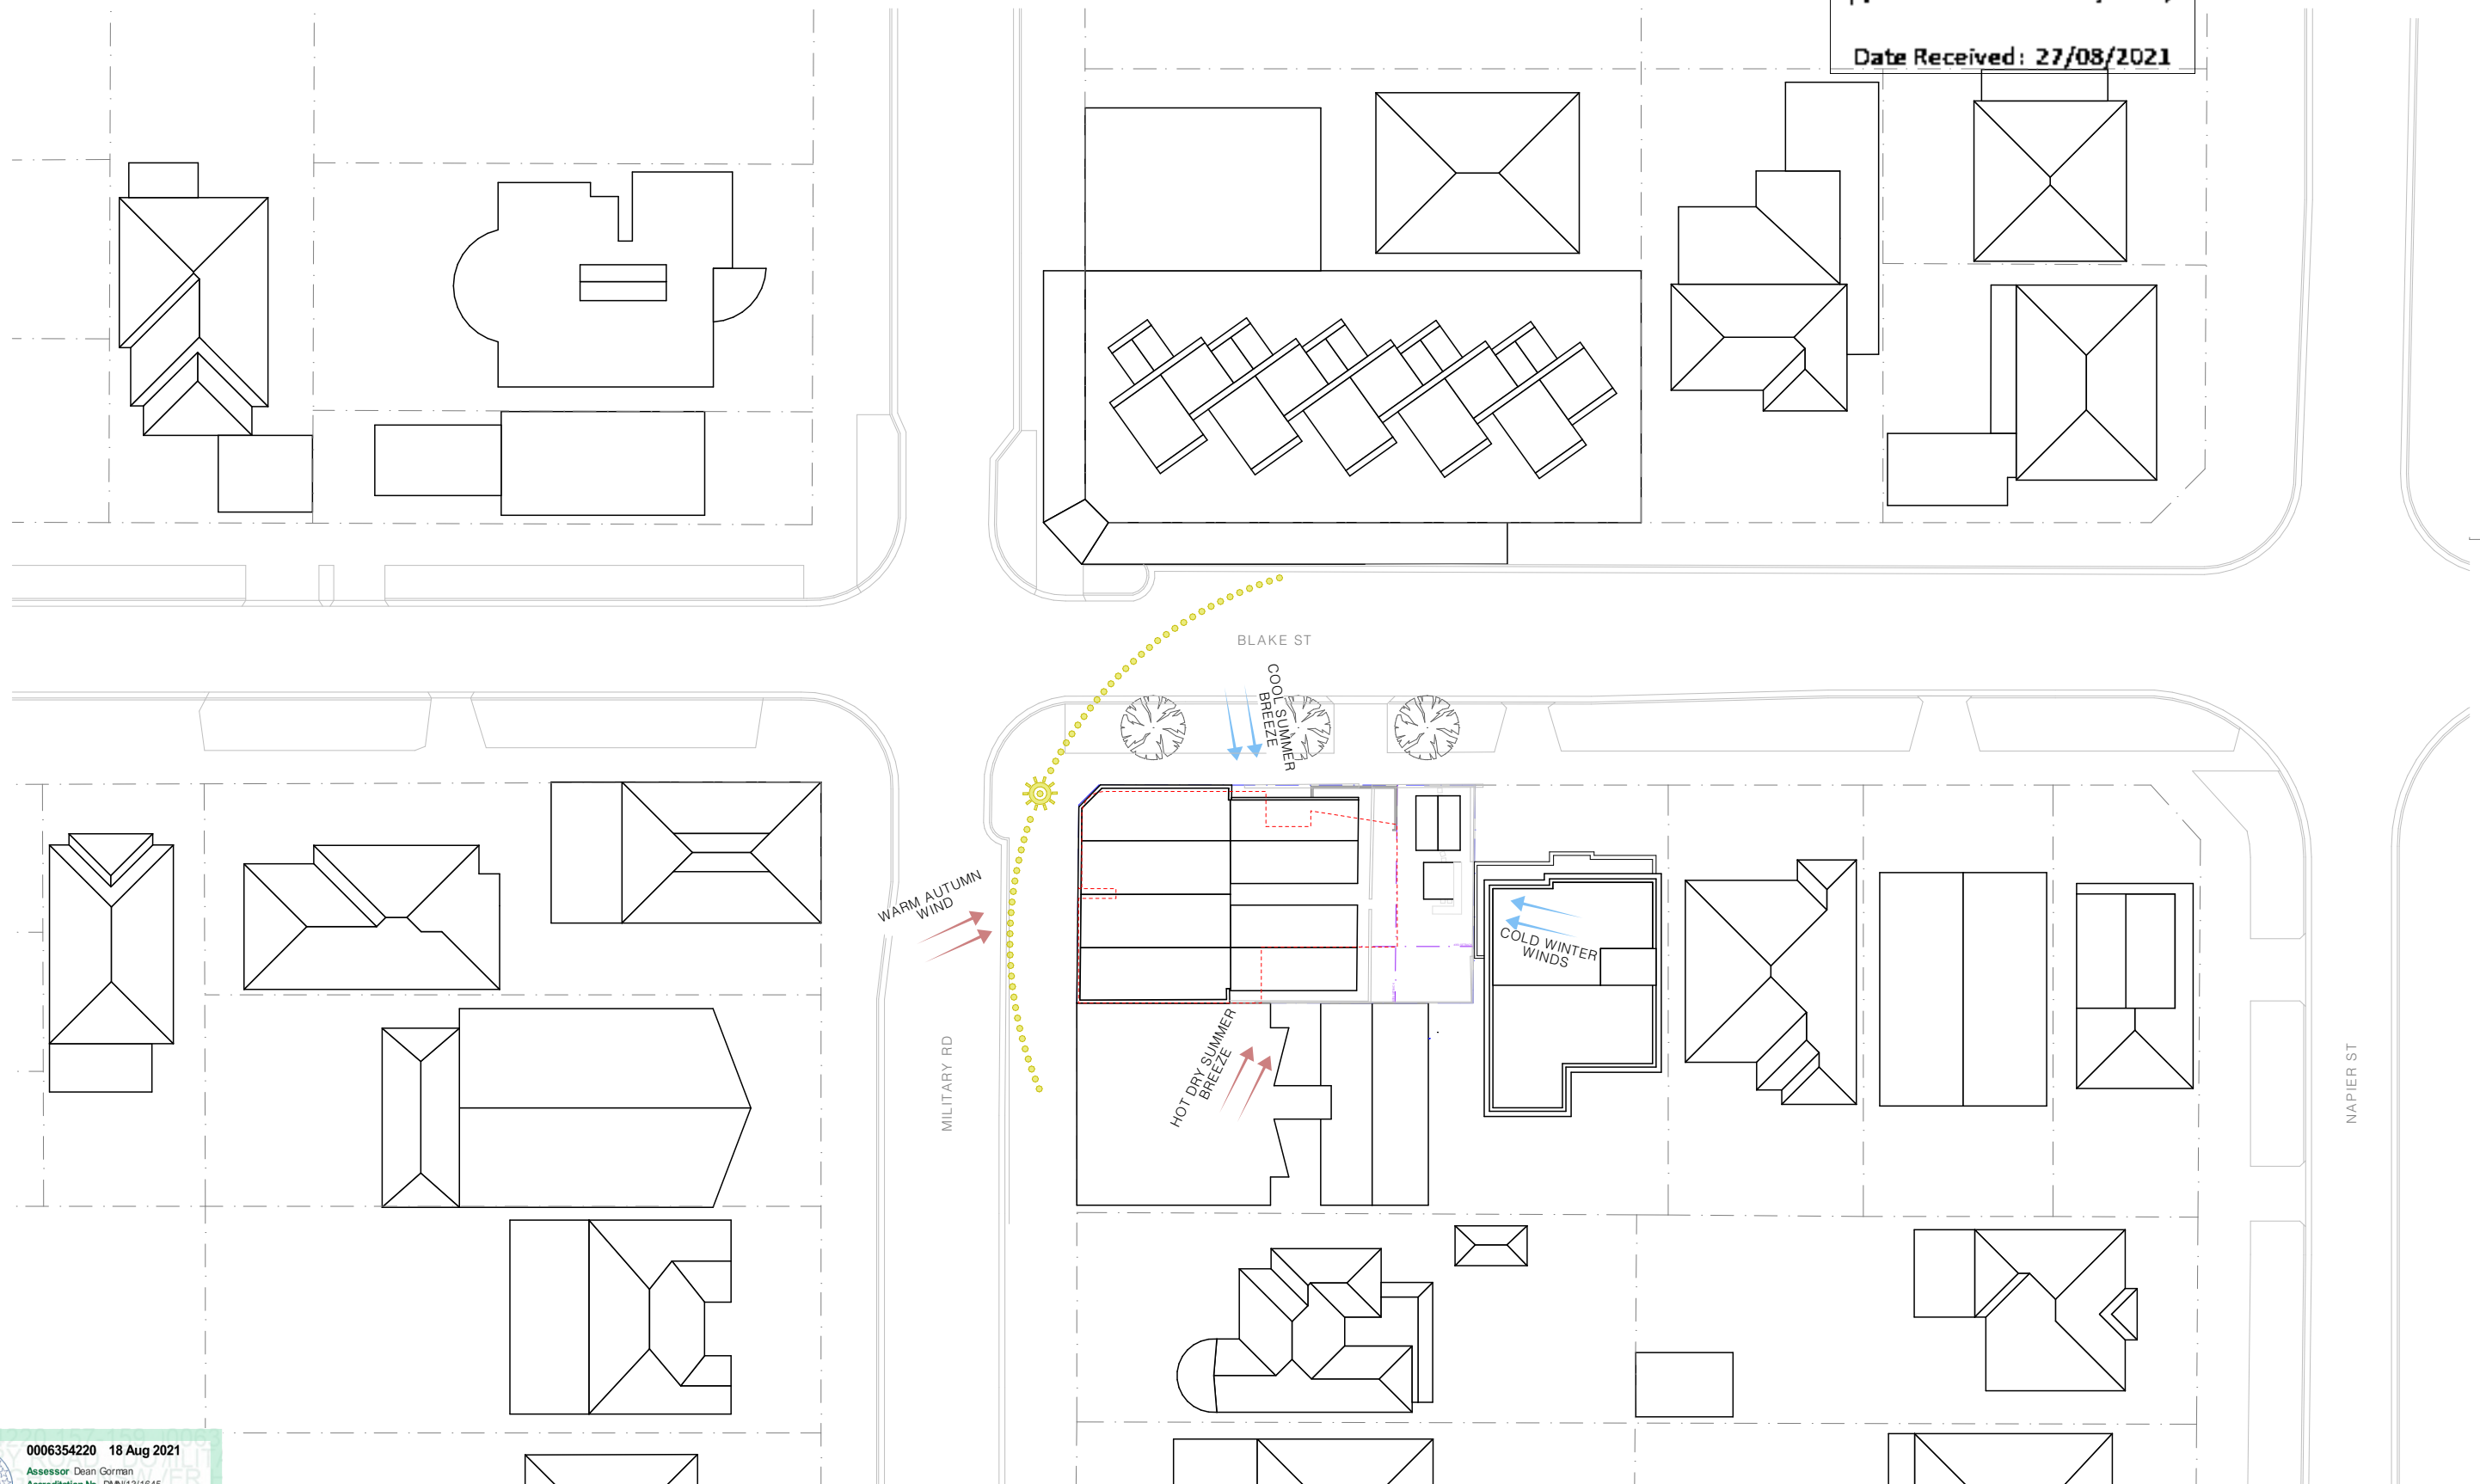 Date Received: 27/08/2021
BLAKE ST
COOL SUMMER
BREEZE
WARM AUTUMN
WIND
COLD WINTER
WINDS
HOT DRY SUMMER
BREEZE
MILITARY RD
NAPIER ST
0006354220 18 Aug 2021
Assessor Dean Gorman